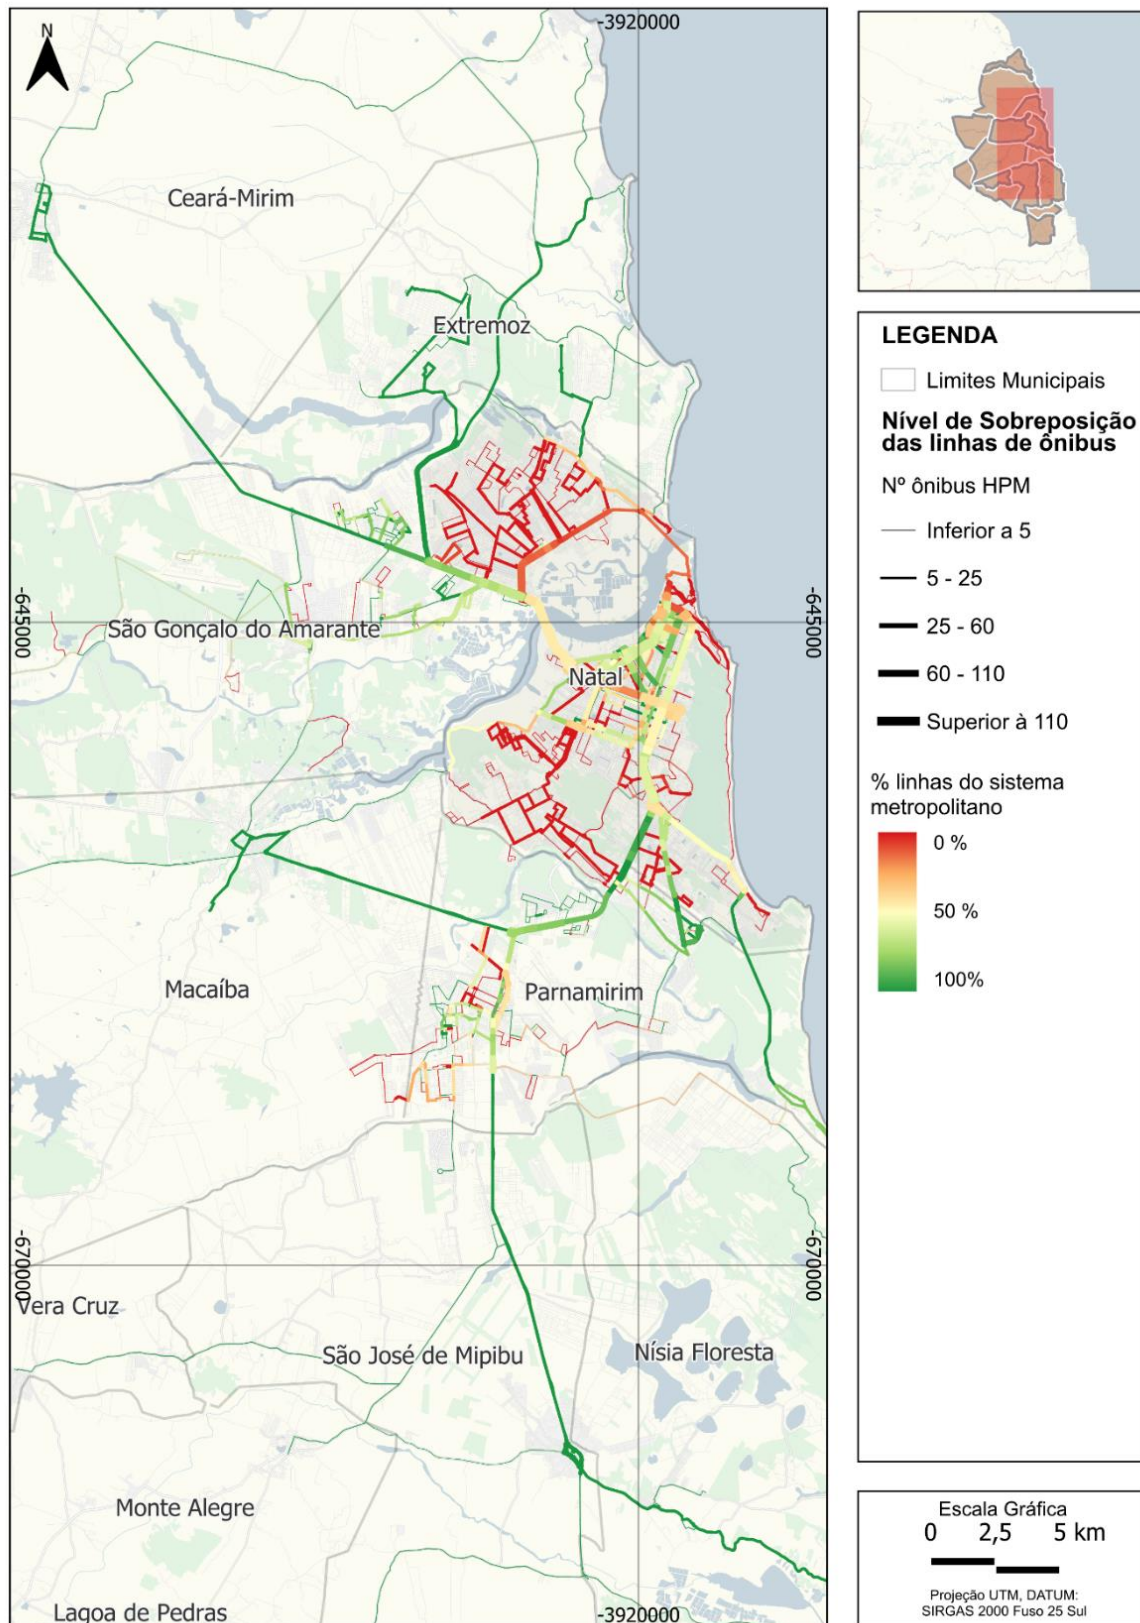 N
-3920000
Ceará-Mirim
Extremoz
-6450000
-6450000
São Gonçalo do Amarante
Natal
Macaíba
Parnamirim
-670000
-670000
Vera Cruz
São José de Mipibu
Nísia Floresta
Monte Alegre
Lagoa de Pedras
-3920000
LEGENDA
Limites Municipais
Nível de Sobreposição
das linhas de ônibus
Nº ônibus HPM
Inferior a 5
5 - 25
25 - 60
60 - 110
Superior à 110
% linhas do sistema
metropolitano
0 %
50 %
100%
Escala Gráfica
0 2,5 5 km
Projeção UTM, DATUM:
SIRGAS 2000 Fuso 25 Sul